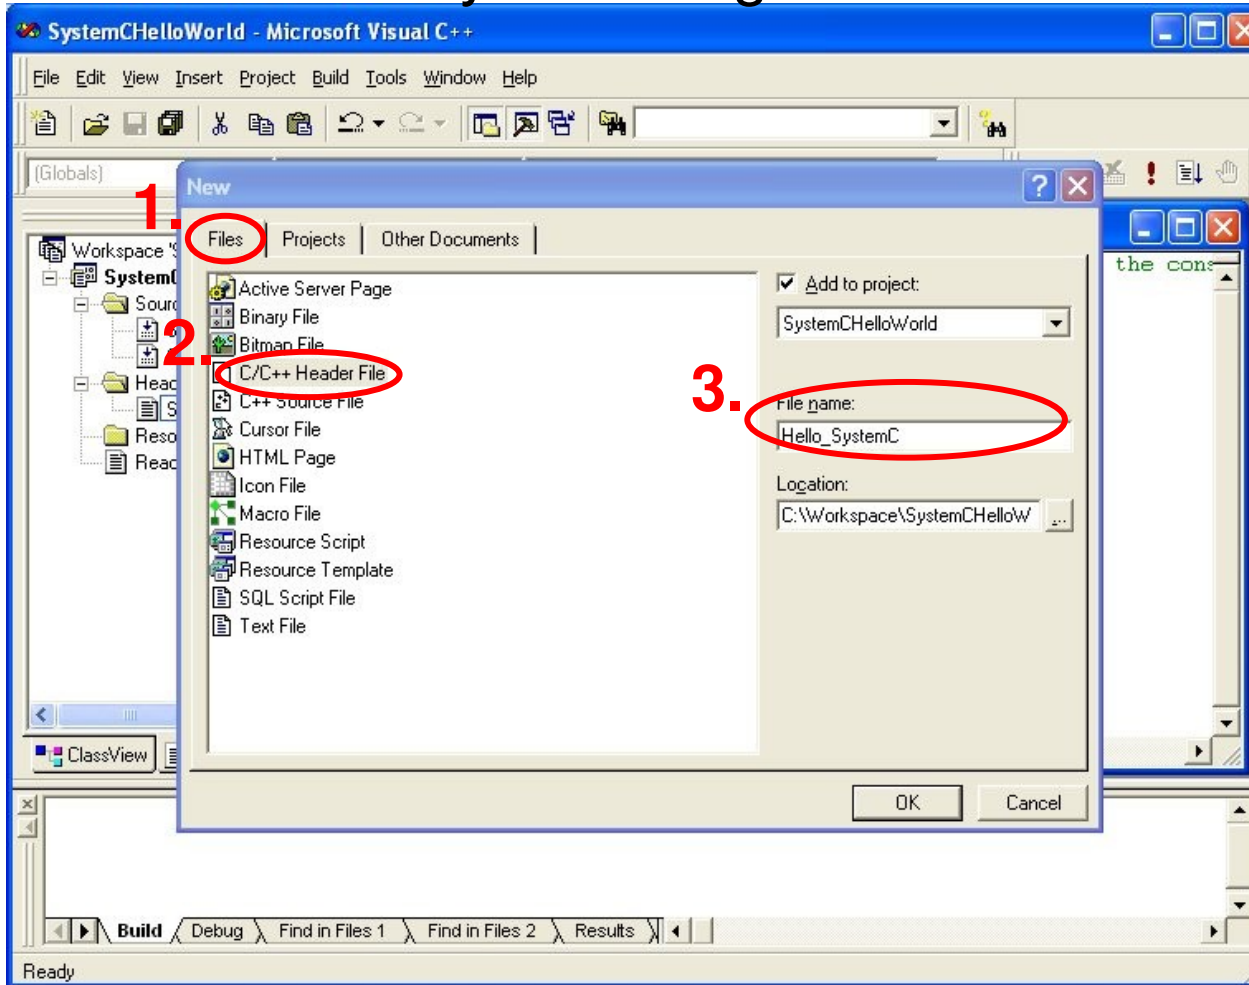 SystemCHelloWorld - Microsoft Visual C++
File Edit View Insert Project Build Tools Window Help
(Globals)
1.
New
Files Projects Other Documents
Workspace
the cons
Active Server Page
Binary File
2.
Bitmap File
C/C++ Header File
C++ Source File
Cursor File
HTML Page
Icon File
Macro File
Resource Script
Resource Template
SQL Script File
Text File
Add to project:
SystemCHelloWorld
3.
File name:
Hello_SystemC
Location:
C:\Workspace\SystemCHelloW
...
ClassView
OK Cancel
Build Debug Find in Files 1 Find in Files 2 Results
Ready